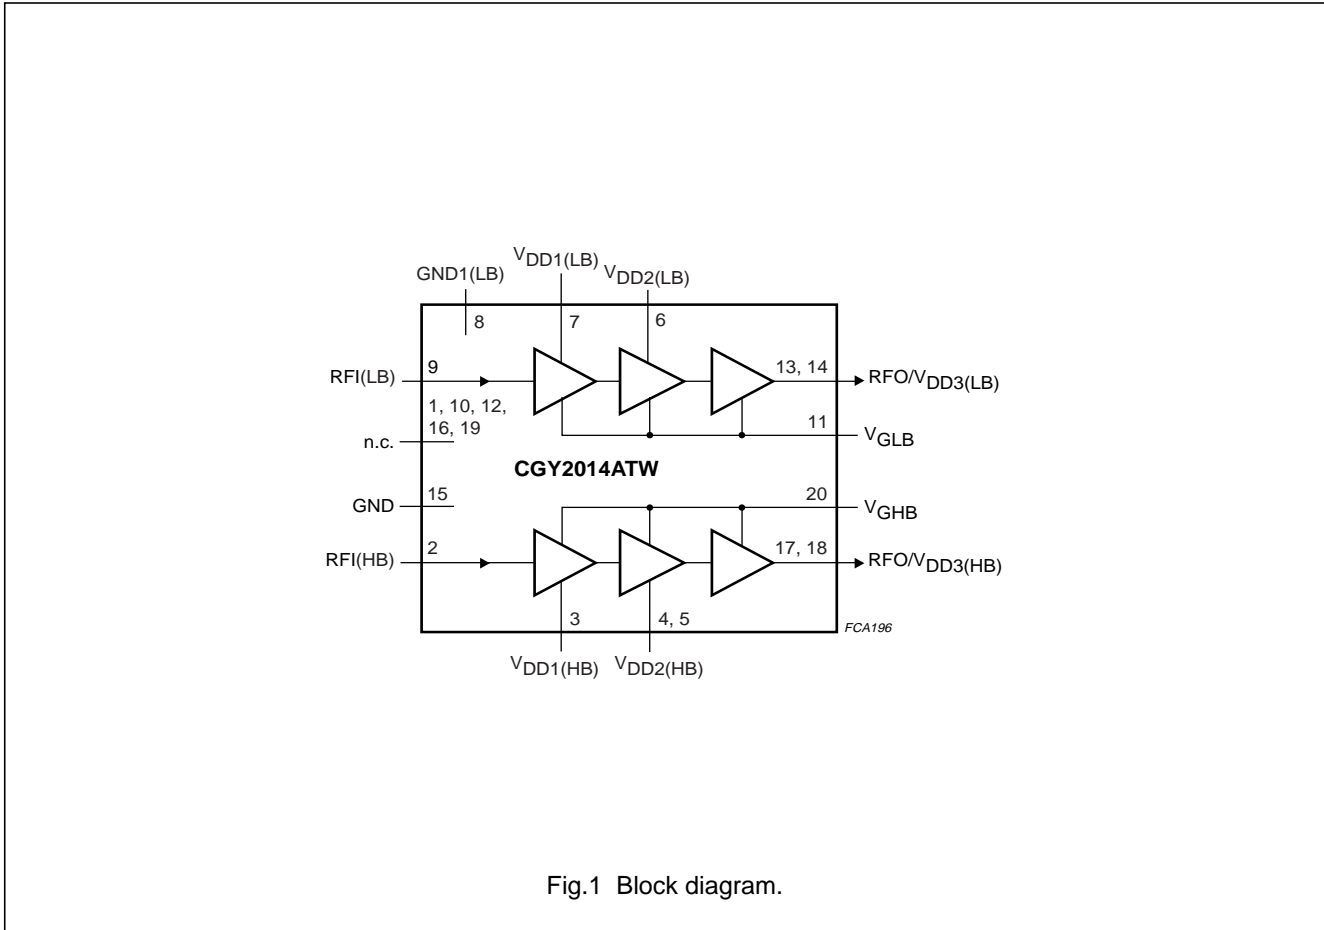 VDD1(LB)
GND1(LB)
VDD2(LB)
8
7
6
RFI(LB)
9
13, 14
RFO/VDD3(LB)
1, 10, 12,
16, 19
n.c.
11
VGLB
CGY2014ATW
GND
15
20
VGHB
RFI(HB)
2
17, 18
RFO/VDD3(HB)
3
4, 5
FCA196
VDD1(HB)
VDD2(HB)
Fig.1 Block diagram.